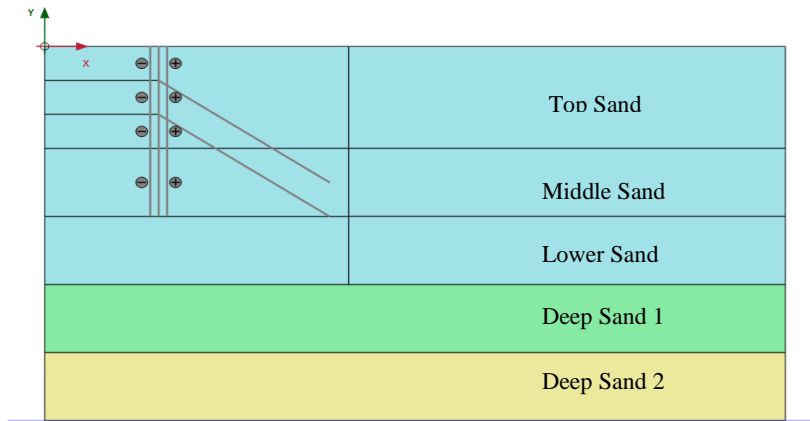 Y
x
Top Sand
Middle Sand
Lower Sand
Deep Sand 1
Deep Sand 2